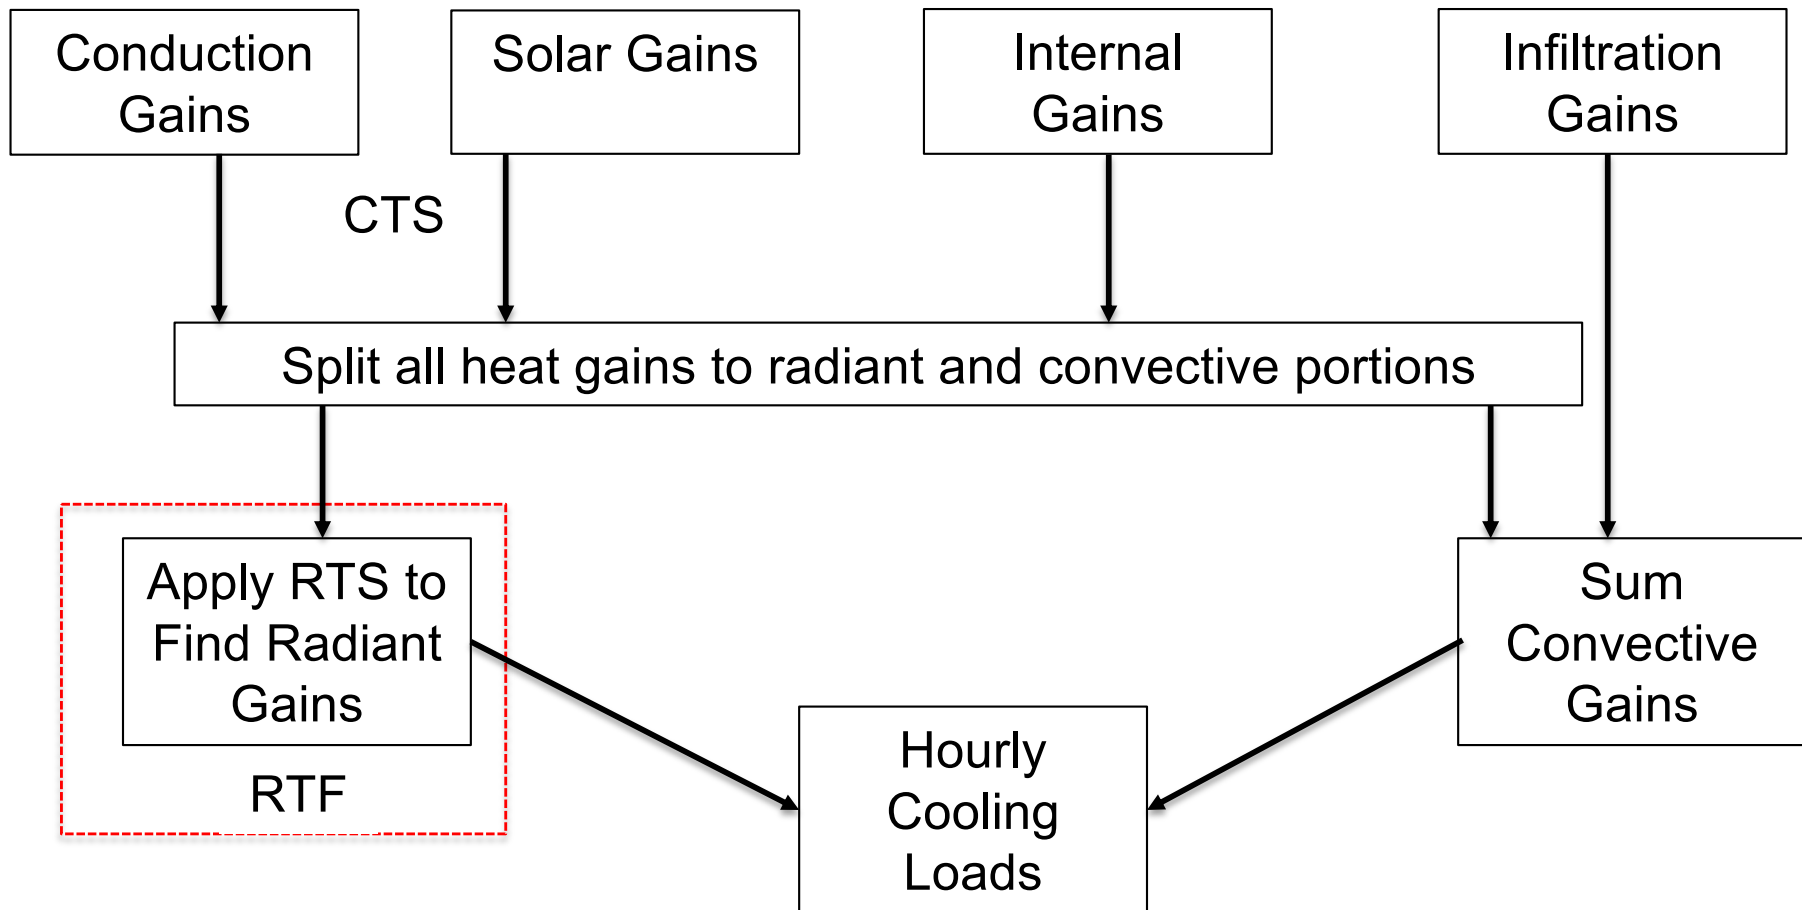 Conduction
Gains
Solar Gains
Internal
Gains
Infiltration
Gains
CTS
Split all heat gains to radiant and convective portions
Apply RTS to
Find Radiant
Gains
RTF
Sum
Convective
Gains
Hourly
Cooling
Loads